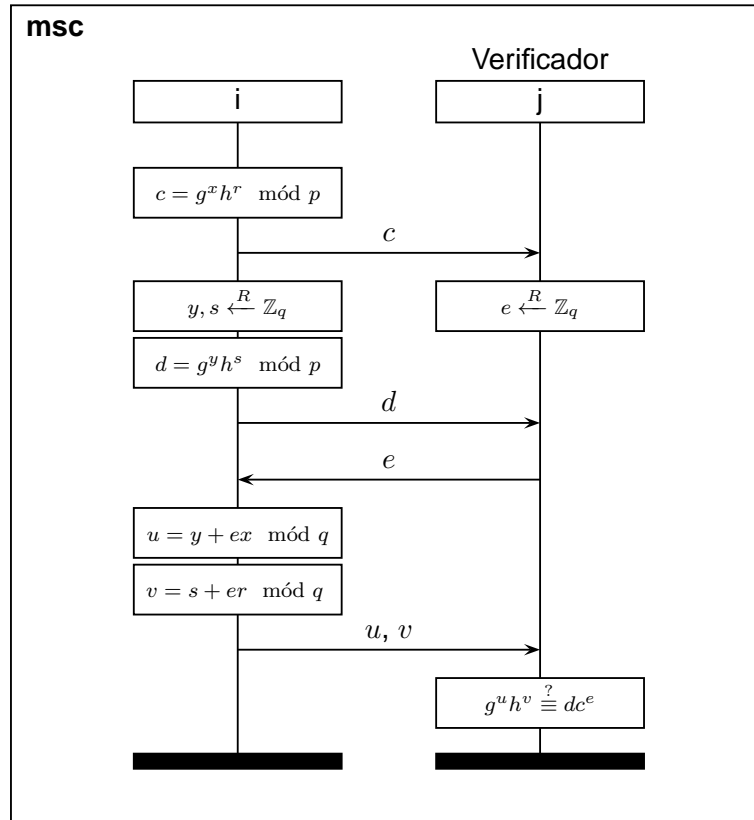 msc
Verificador
i j
c = g^x h^r mód p
c
y, s ←R ℤ_q e ←R ℤ_q
d = g^y h^s mód p
d
e
u = y + ex mód q
v = s + er mód q
u, v
g^u h^v ≡? dc^e